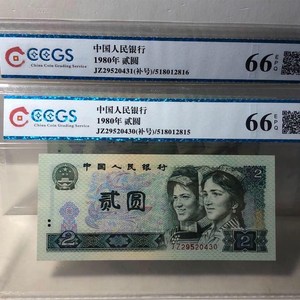 CCGS
China Coin Grading Service
中国人民银行
1980年 贰圆
JZ29520431(补号)/518012816
66 EPQ
CCGS
China Coin Grading Service
中国人民银行
1980年 贰圆
JZ29520430(补号)/518012815
66 EPQ
中国人民银行
2
贰圆
2
JZ29520430
2